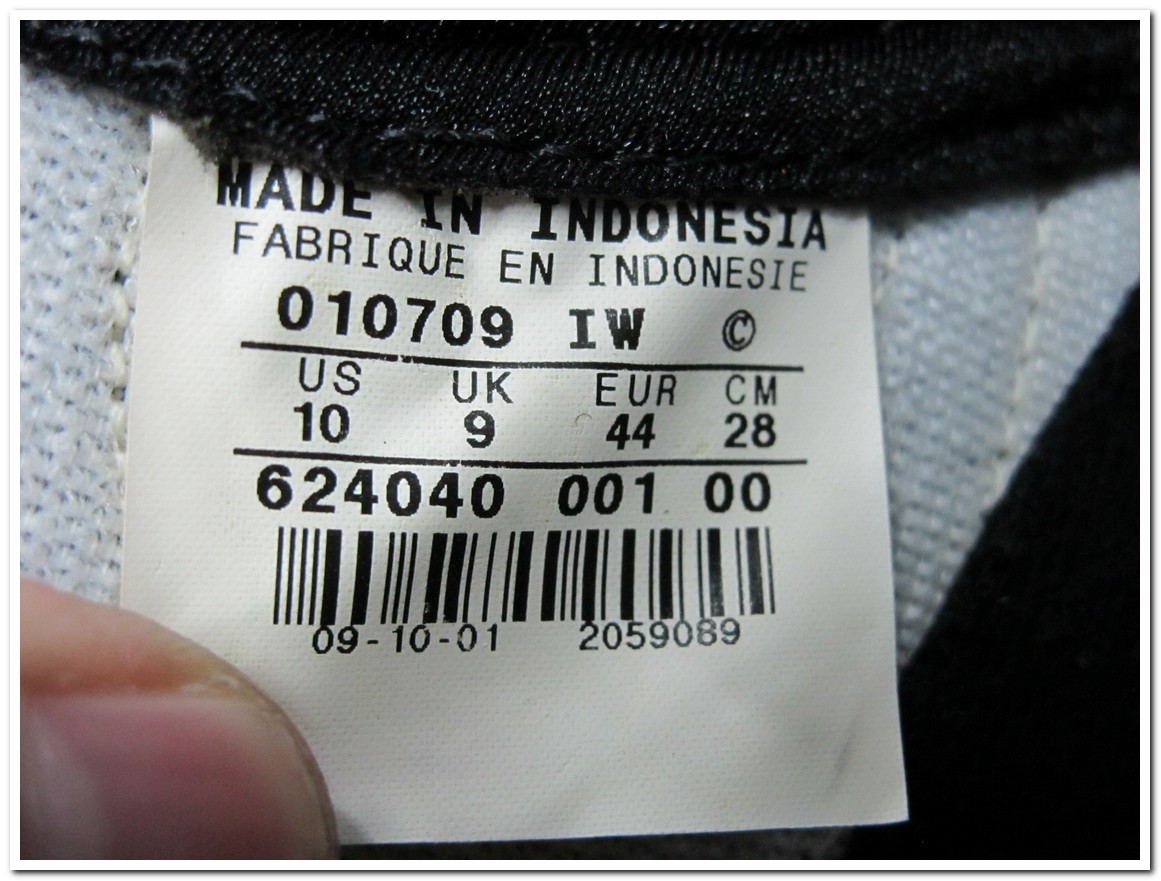 MADE IN INDONESIA
FABRIQUE EN INDONESIE
010709 IW ©
US UK EUR CM
10 9 44 28
624040 001 00
09-10-01 2059089